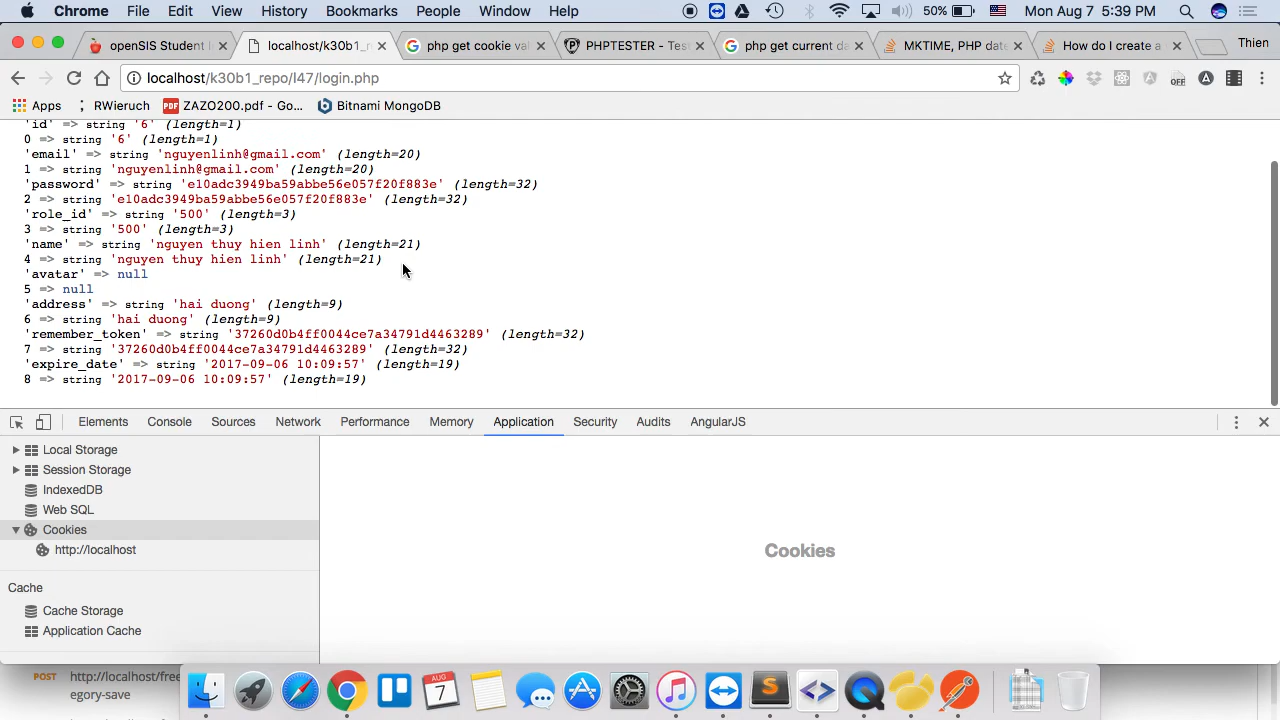 Chrome File Edit View History Bookmarks People Window Help 50% Mon Aug 7 5:39 PM
openSIS Student I localhost/k30b1_re php get cookie val PHPTESTER - Tes php get current da MKTIME, PHP date How do I create a Thien
localhost/k30b1_repo/l47/login.php
OFF
Apps RWieruch PDF ZAZO200.pdf - Go... Bitnami MongoDB
'id' => string '6' (length=1)
0 => string '6' (length=1)
'email' => string 'nguyenlinh@gmail.com' (length=20)
1 => string 'nguyenlinh@gmail.com' (length=20)
'password' => string 'e10adc3949ba59abbe56e057f20f883e' (length=32)
2 => string 'e10adc3949ba59abbe56e057f20f883e' (length=32)
'role_id' => string '500' (length=3)
3 => string '500' (length=3)
'name' => string 'nguyen thuy hien linh' (length=21)
4 => string 'nguyen thuy hien linh' (length=21)
'avatar' => null
5 => null
'address' => string 'hai duong' (length=9)
6 => string 'hai duong' (length=9)
'remember_token' => string '37260d0b4ff0044ce7a34791d4463289' (length=32)
7 => string '37260d0b4ff0044ce7a34791d4463289' (length=32)
'expire_date' => string '2017-09-06 10:09:57' (length=19)
8 => string '2017-09-06 10:09:57' (length=19)
Elements Console Sources Network Performance Memory Application Security Audits AngularJS
Local Storage
Session Storage
IndexedDB
Web SQL
Cookies
http://localhost
Cookies
Cache
Cache Storage
Application Cache
POST http://localhost/free
egory-save
AUG
7